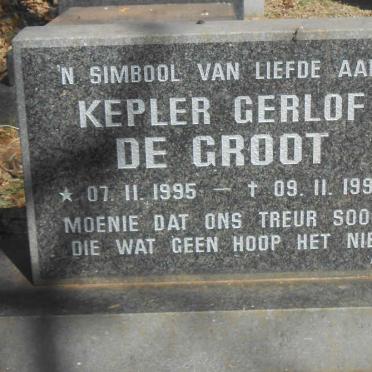 'N SIMBOOL VAN LIEFDE AAN
KEPLER GERLOF
DE GROOT
★ 07. 11. 1995 – † 09. 11. 199
MOENIE DAT ONS TREUR SOO
DIE WAT GEEN HOOP HET NIE